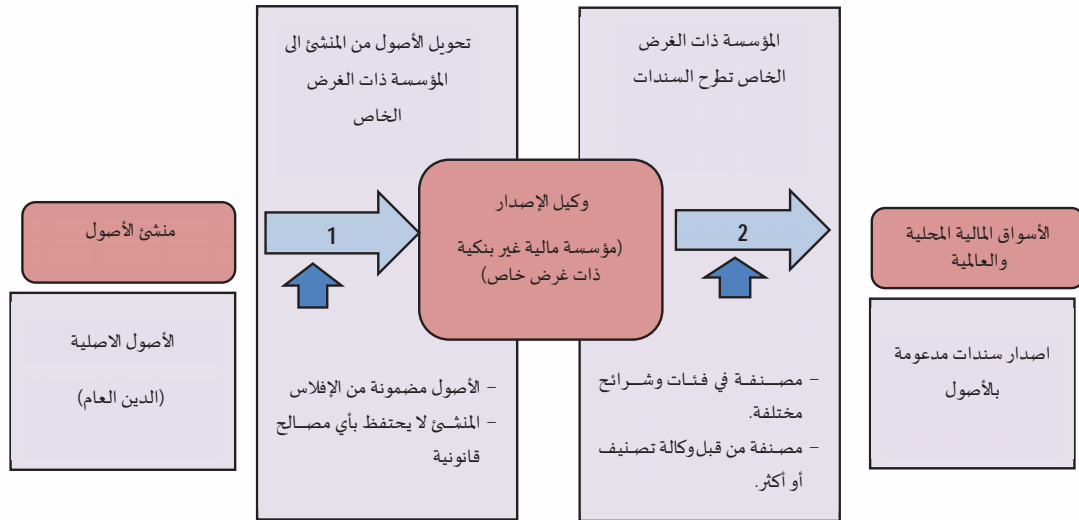 تحويل الأصول من المنشئ الى
المؤسسة ذات الغرض
الخاص
المؤسسة ذات الغرض
الخاص تطرح السندات
منشئ الأصول
1
وكيل الإصدار
(مؤسسة مالية غير بنكية
ذات غرض خاص)
2
الأسواق المالية المحلية
والعالمية
الأصول الاصلية
(الدين العام)
- الأصول مضمونة من الإفلاس
- المنشئ لا يحتفظ بأي مصالح
قانونية
- مصنفة في فئات وشرائح
مختلفة.
- مصنفة من قبل وكالة تصنيف
أو أكثر.
اصدار سندات مدعومة
بالأصول